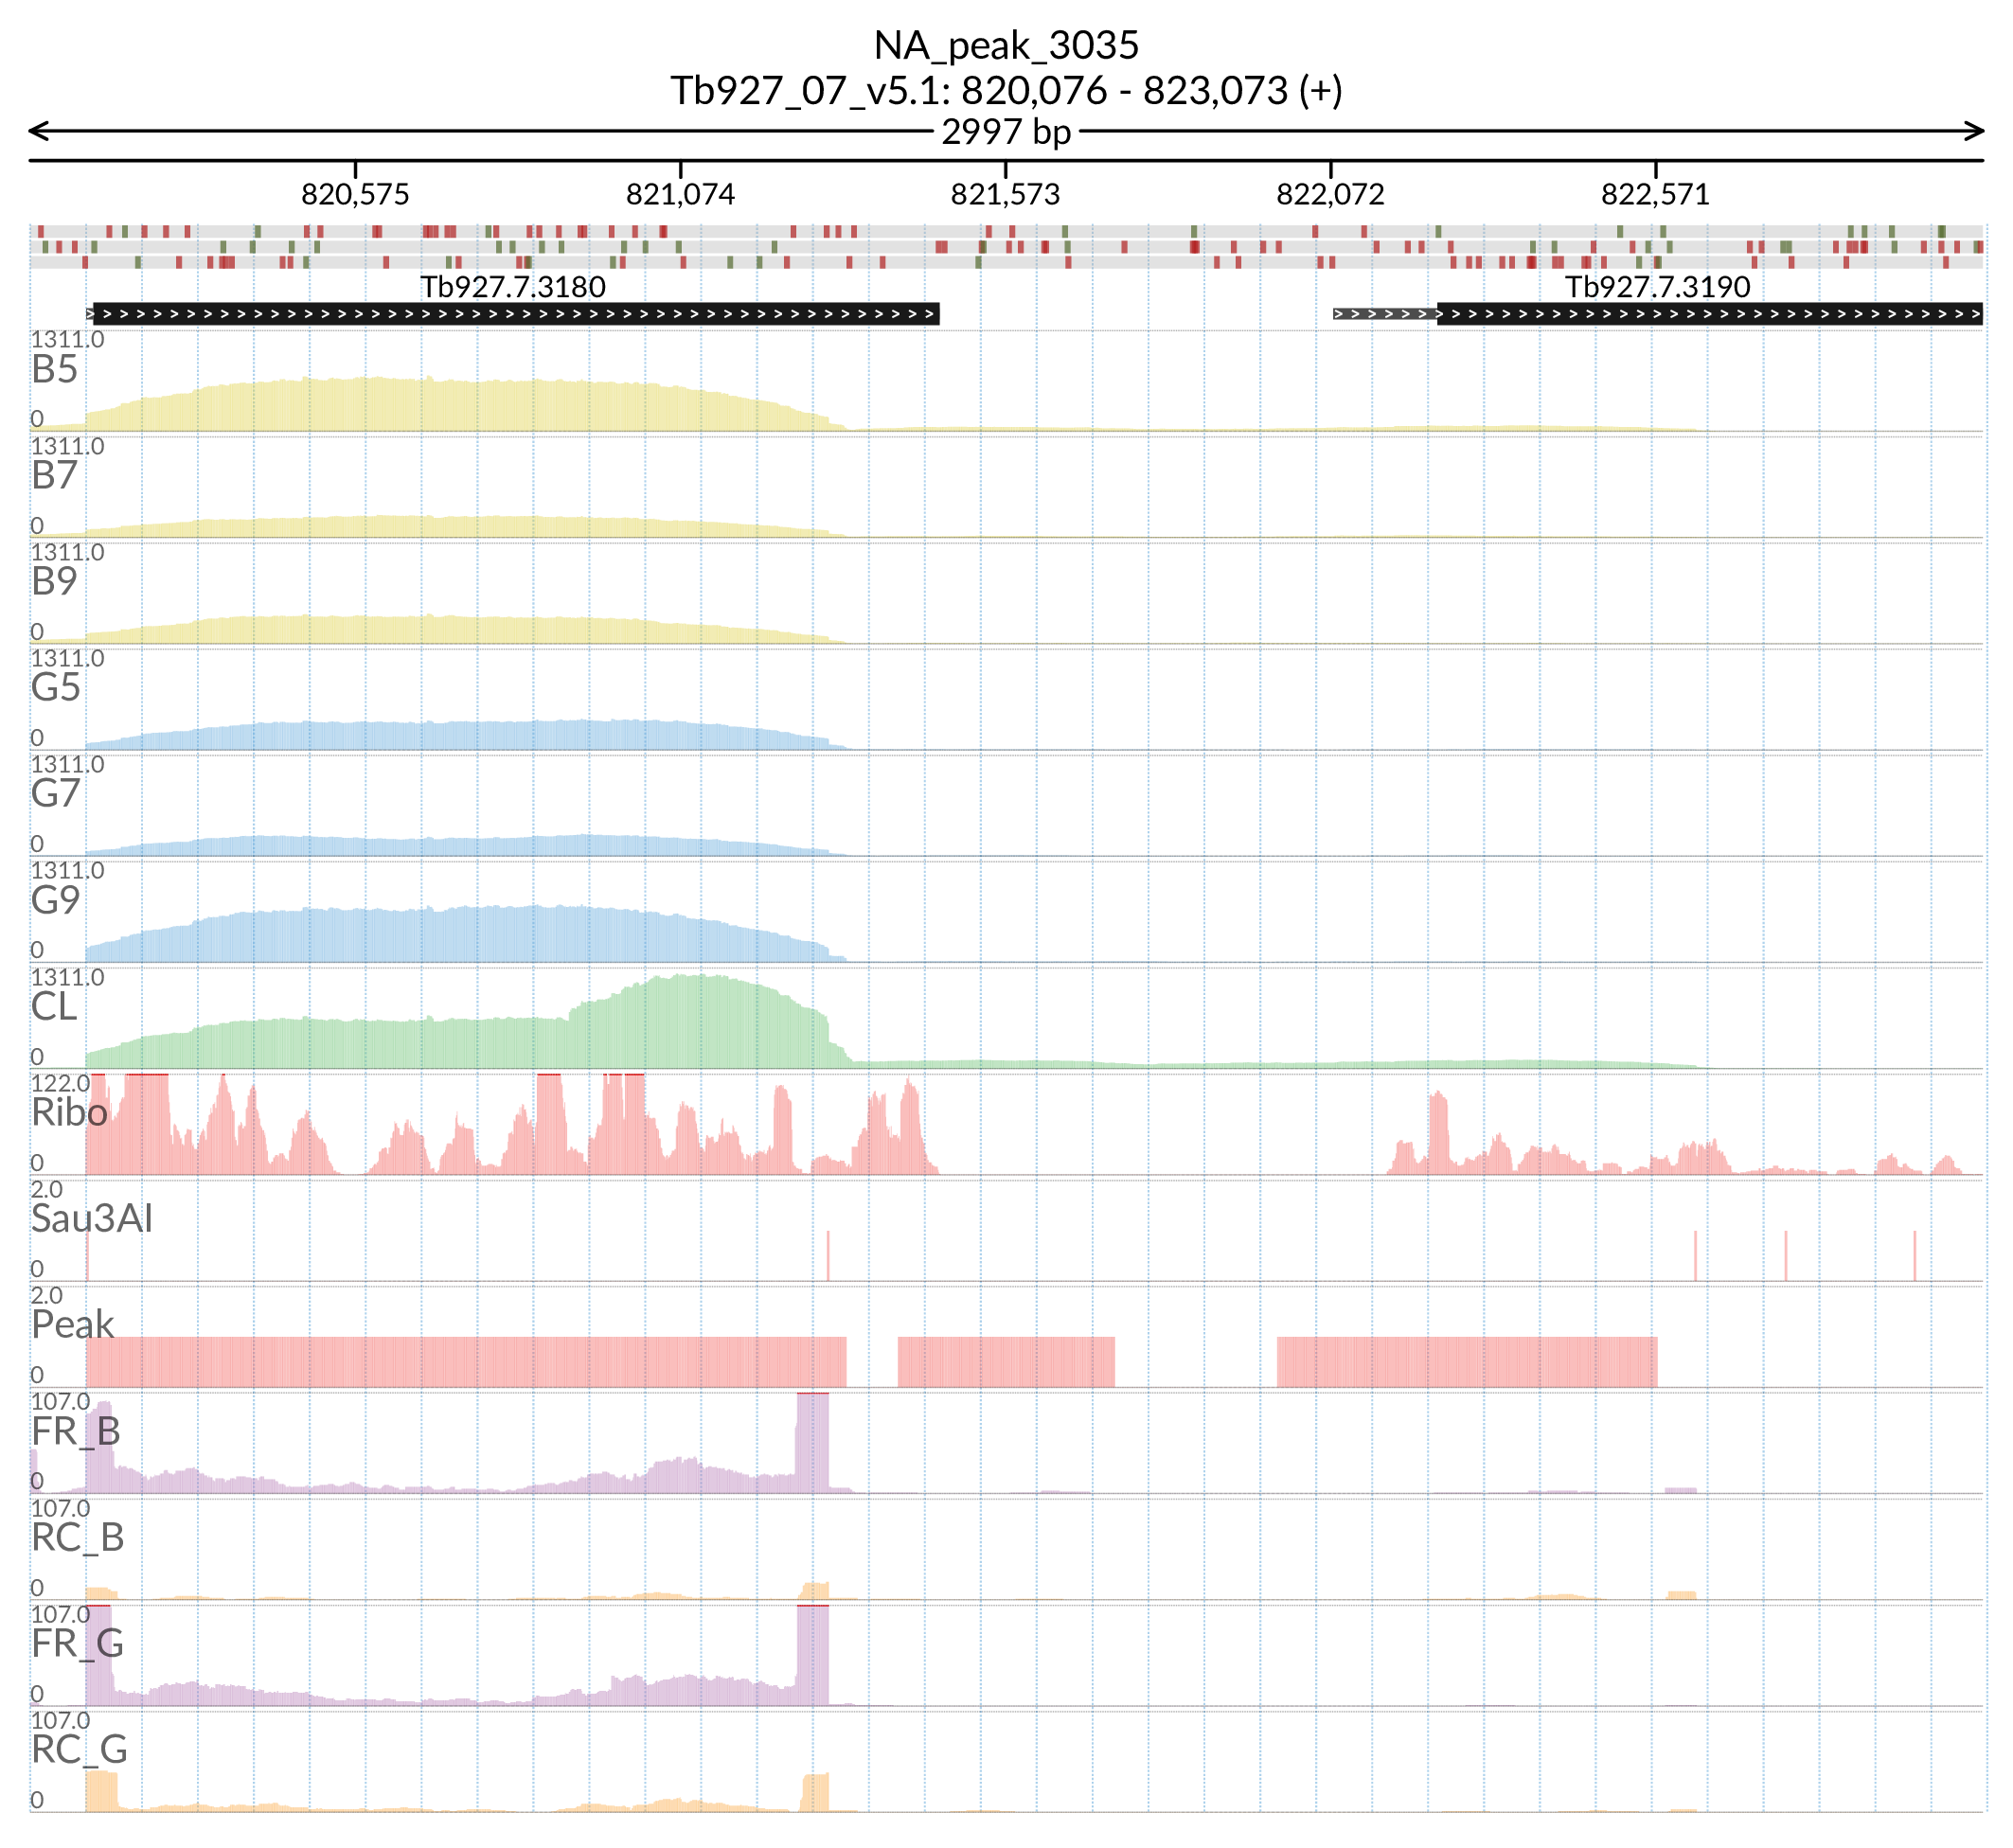 NA_peak_3035
Tb927_07_v5.1: 820,076 - 823,073 (+)
2997 bp
820,575 821,074 821,573 822,072 822,571
Tb927.7.3180 Tb927.7.3190
1311.0
B5
0
1311.0
B7
0
1311.0
B9
0
1311.0
G5
0
1311.0
G7
0
1311.0
G9
0
1311.0
CL
0
122.0
Ribo
0
2.0
Sau3AI
0
2.0
Peak
0
107.0
FR_B
0
107.0
RC_B
0
107.0
FR_G
0
107.0
RC_G
0